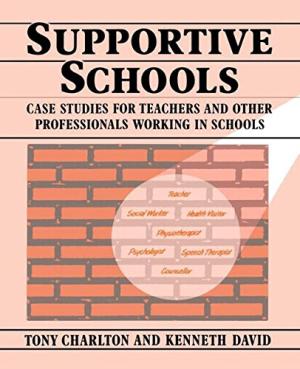 SUPPORTIVE
SCHOOLS
CASE STUDIES FOR TEACHERS AND OTHER
PROFESSIONALS WORKING IN SCHOOLS
Teacher
Social Worker Health Visitor
Physiotherapist
Psychologist Speech Therapist
Counsellor
TONY CHARLTON AND KENNETH DAVID